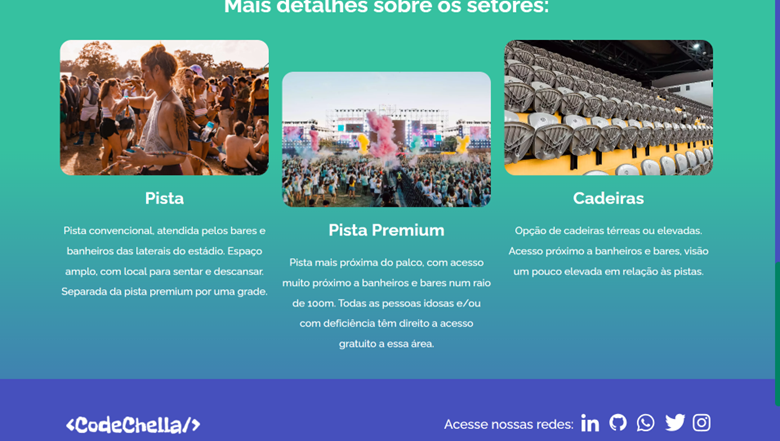 Mais detalhes sobre os setores:
Pista
Pista convencional, atendida pelos bares e
banheiros das laterais do estádio. Espaço
amplo, com local para sentar e descansar.
Separada da pista premium por uma grade.
Pista Premium
Pista mais próxima do palco, com acesso
muito próximo a banheiros e bares num raio
de 100m. Todas as pessoas idosas e/ou
com deficiência têm direito a acesso
gratuito a essa área.
Cadeiras
Opção de cadeiras térreas ou elevadas.
Acesso próximo a banheiros e bares, visão
um pouco elevada em relação às pistas.
<CodeChella/>
Acesse nossas redes: